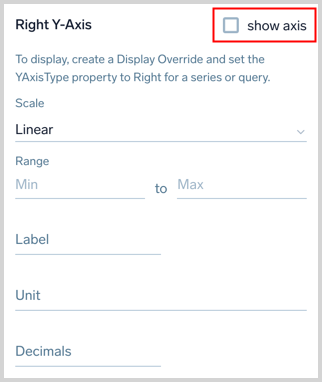 Right Y-Axis
show axis
To display, create a Display Override and set the
YAxisType property to Right for a series or query.
Scale
Linear
Range
Min to Max
Label
Unit
Decimals